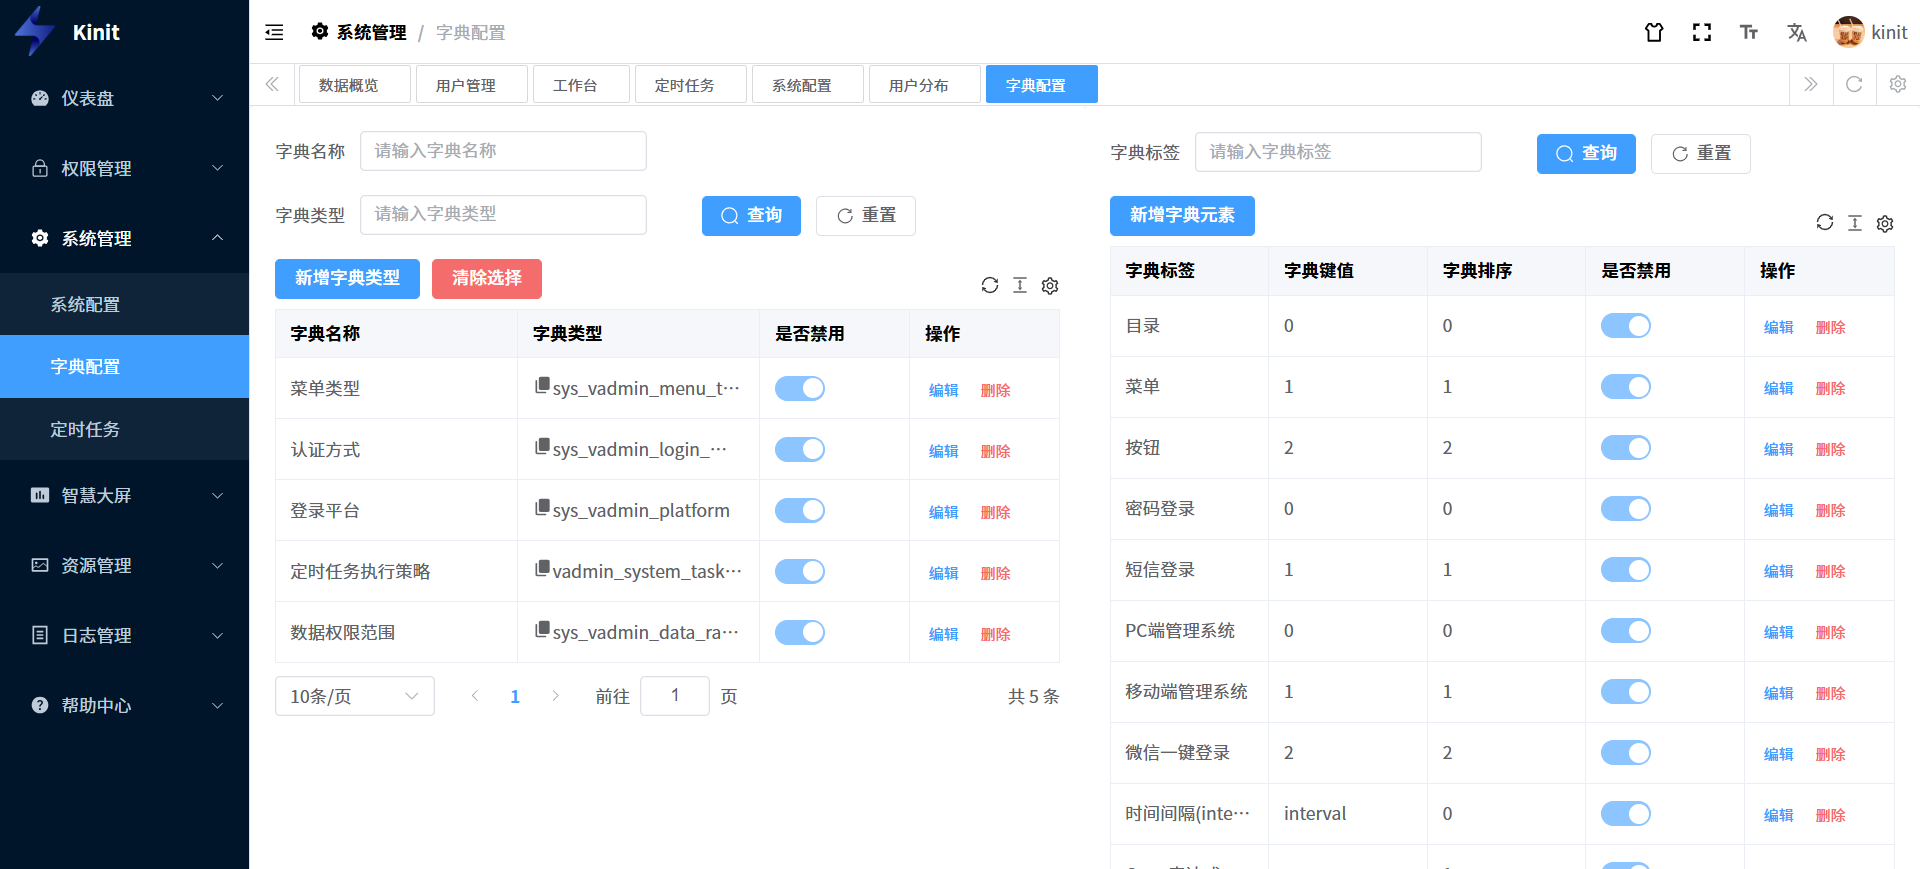 Kinit
仪表盘
权限管理
系统管理
系统配置
字典配置
定时任务
智慧大屏
资源管理
日志管理
帮助中心
系统管理 / 字典配置
kinit
数据概览 用户管理 工作台 定时任务 系统配置 用户分布 字典配置
字典名称 请输入字典名称
字典类型 请输入字典类型 查询 重置
新增字典类型 清除选择
字典名称 字典类型 是否禁用 操作
菜单类型 sys_vadmin_menu_t··· 编辑 删除
认证方式 sys_vadmin_login_··· 编辑 删除
登录平台 sys_vadmin_platform 编辑 删除
定时任务执行策略 vadmin_system_task··· 编辑 删除
数据权限范围 sys_vadmin_data_ra··· 编辑 删除
10条/页 1 前往 1 页 共 5 条
字典标签 请输入字典标签 查询 重置
新增字典元素
字典标签 字典键值 字典排序 是否禁用 操作
目录 0 0 编辑 删除
菜单 1 1 编辑 删除
按钮 2 2 编辑 删除
密码登录 0 0 编辑 删除
短信登录 1 1 编辑 删除
PC端管理系统 0 0 编辑 删除
移动端管理系统 1 1 编辑 删除
微信一键登录 2 2 编辑 删除
时间间隔(inte··· interval 0 编辑 删除